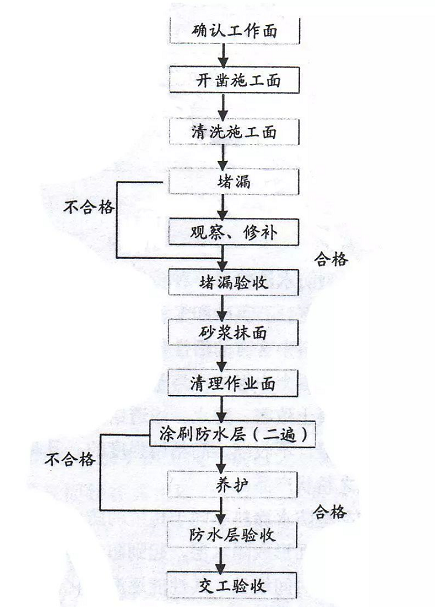 确认工作面
开凿施工面
清洗施工面
堵漏
不合格
观察、修补
合格
堵漏验收
砂浆抹面
清理作业面
涂刷防水层（二遍）
不合格
养护
合格
防水层验收
交工验收